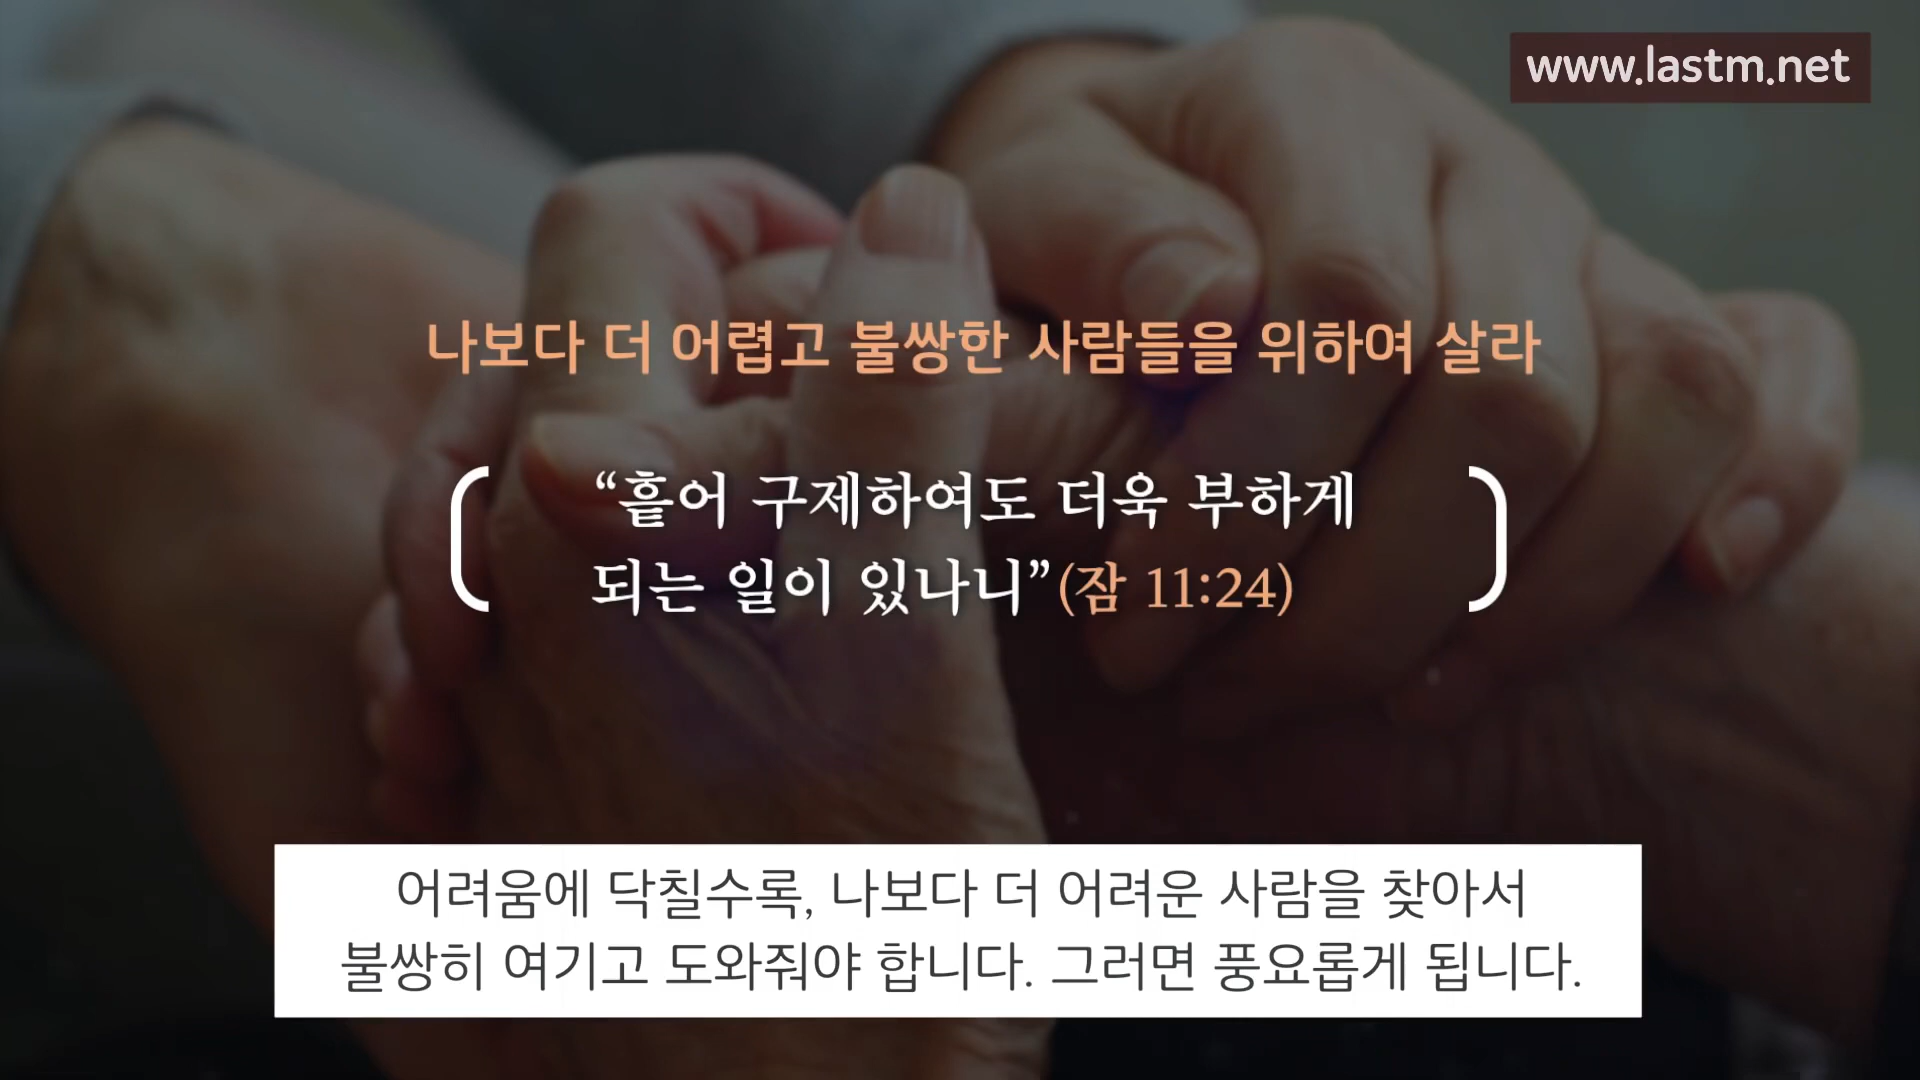 www.lastm.net
나보다 더 어렵고 불쌍한 사람들을 위하여 살라
“흩어 구제하여도 더욱 부하게
되는 일이 있나니”(잠 11:24)
어려움에 닥칠수록, 나보다 더 어려운 사람을 찾아서
불쌍히 여기고 도와줘야 합니다. 그러면 풍요롭게 됩니다.